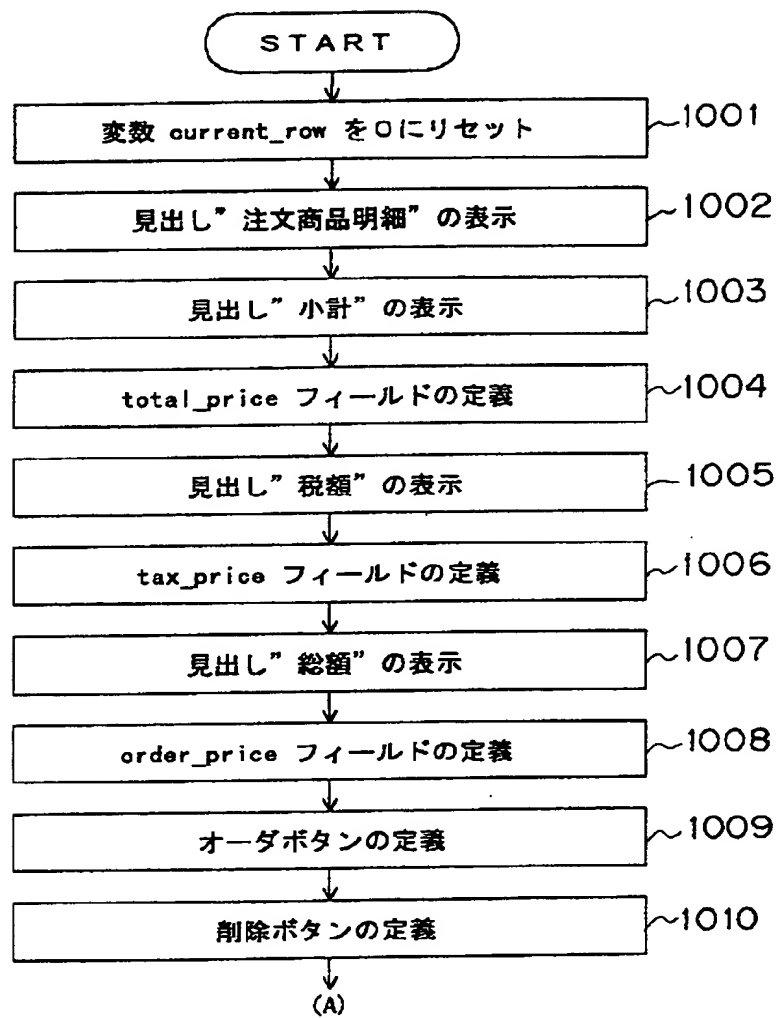 START
変数 current_row を0にリセット
1001
見出し”注文商品明細”の表示
1002
見出し”小計”の表示
1003
total_price フィールドの定義
1004
見出し”税額”の表示
1005
tax_price フィールドの定義
1006
見出し”総額”の表示
1007
order_price フィールドの定義
1008
オーダボタンの定義
1009
削除ボタンの定義
1010
(A)